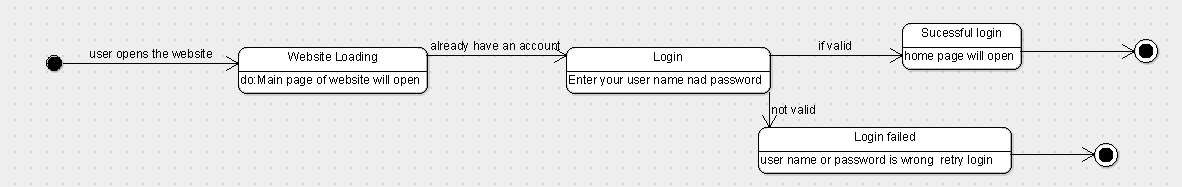 user opens the website
Website Loading
do:Main page of website will open
already have an account
Login
Enter your user name nad password
if valid
Sucessful login
home page will open
not valid
Login failed
user name or password is wrong  retry login